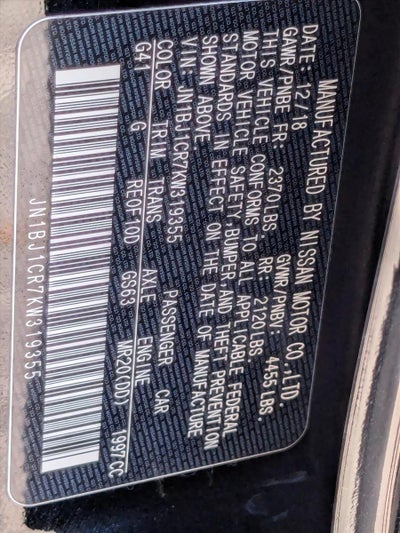 MANUFACTURED BY NISSAN MOTOR CO.,LTD.
DATE: 12/18 GVWR/PNBV: 4455 LBS.
GAWR/PNBE FR: 2370 LBS RR 2120 LBS
THIS VEHICLE CONFORMS TO ALL APPLICABLE FEDERAL
MOTOR VEHICLE SAFETY,BUMPER,AND THEFT PREVENTION
STANDARDS IN EFFECT ON THE DATE OF MANUFACTURE
SHOWN ABOVE
VIN: JN1BJ1CR7KW319355 PASSENGER CAR
COLOR TRIM TRANS AXLE ENGINE
G41 G RE0F10D GS63 MR20(DD) 1997CC
JN1BJ1CR7KW319355